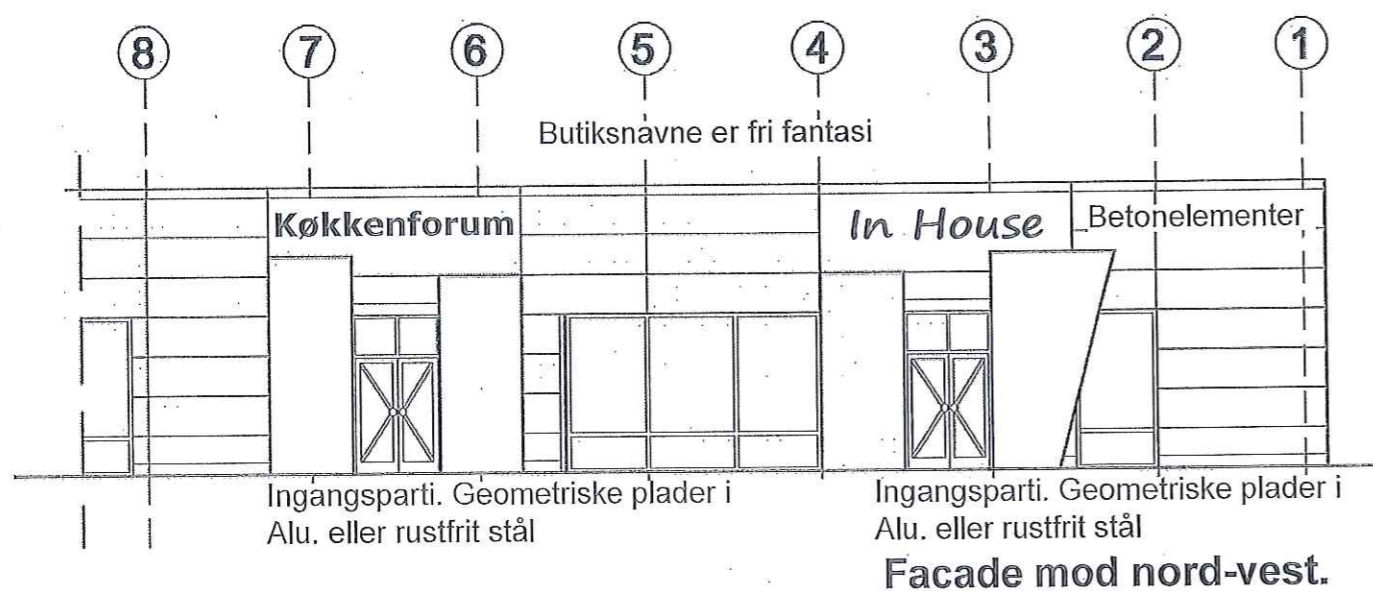 8 7 6 5 4 3 2 1
Butiksnavne er fri fantasi
Køkkenforum
In House
Betonelementer
Ingangsparti. Geometriske plader i
Alu. eller rustfrit stål
Ingangsparti. Geometriske plader i
Alu. eller rustfrit stål
Facade mod nord-vest.